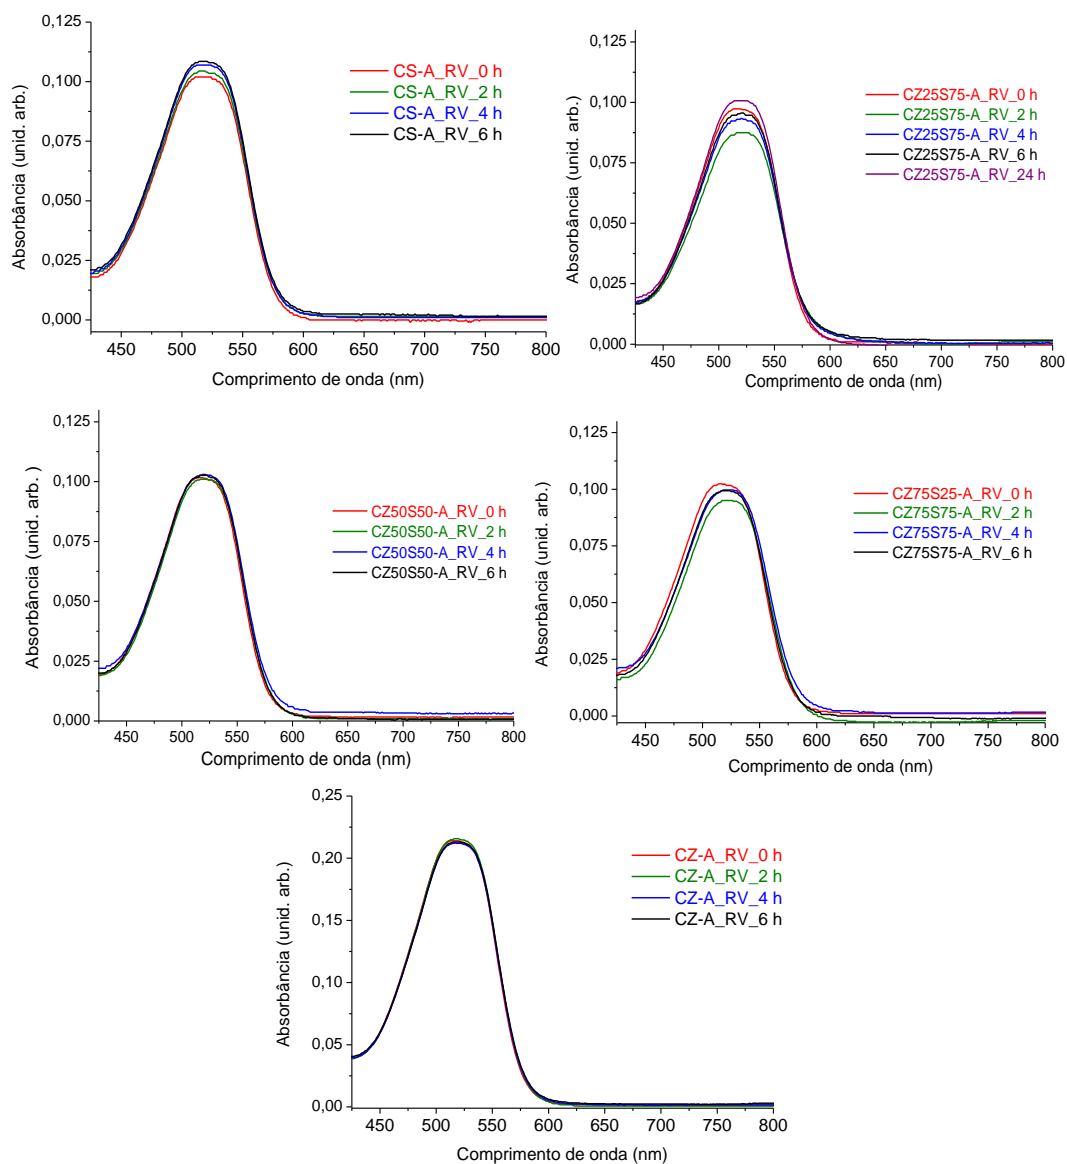 0,125
0,100
0,075
0,050
0,025
0,000
Absorbância (unid. arb.)
CS-A_RV_0 h
CS-A_RV_2 h
CS-A_RV_4 h
CS-A_RV_6 h
450 500 550 600 650 700 750 800
Comprimento de onda (nm)
0,125
0,100
0,075
0,050
0,025
0,000
Absorbância (unid. arb.)
CZ25S75-A_RV_0 h
CZ25S75-A_RV_2 h
CZ25S75-A_RV_4 h
CZ25S75-A_RV_6 h
CZ25S75-A_RV_24 h
450 500 550 600 650 700 750 800
Comprimento de onda (nm)
0,125
0,100
0,075
0,050
0,025
0,000
Absorbância (unid. arb. )
CZ50S50-A_RV_0 h
CZ50S50-A_RV_2 h
CZ50S50-A_RV_4 h
CZ50S50-A_RV_6 h
450 500 550 600 650 700 750 800
Comprimento de onda (nm)
0,125
0,100
0,075
0,050
0,025
0,000
Absorbância (unid. arb.)
CZ75S25-A_RV_0 h
CZ75S75-A_RV_2 h
CZ75S75-A_RV_4 h
CZ75S75-A_RV_6 h
450 500 550 600 650 700 750 800
Comprimento de onda (nm)
0,25
0,20
0,15
0,10
0,05
0,00
Absorbância (unid. arb.)
CZ-A_RV_0 h
CZ-A_RV_2 h
CZ-A_RV_4 h
CZ-A_RV_6 h
450 500 550 600 650 700 750 800
Comprimento de onda (nm)